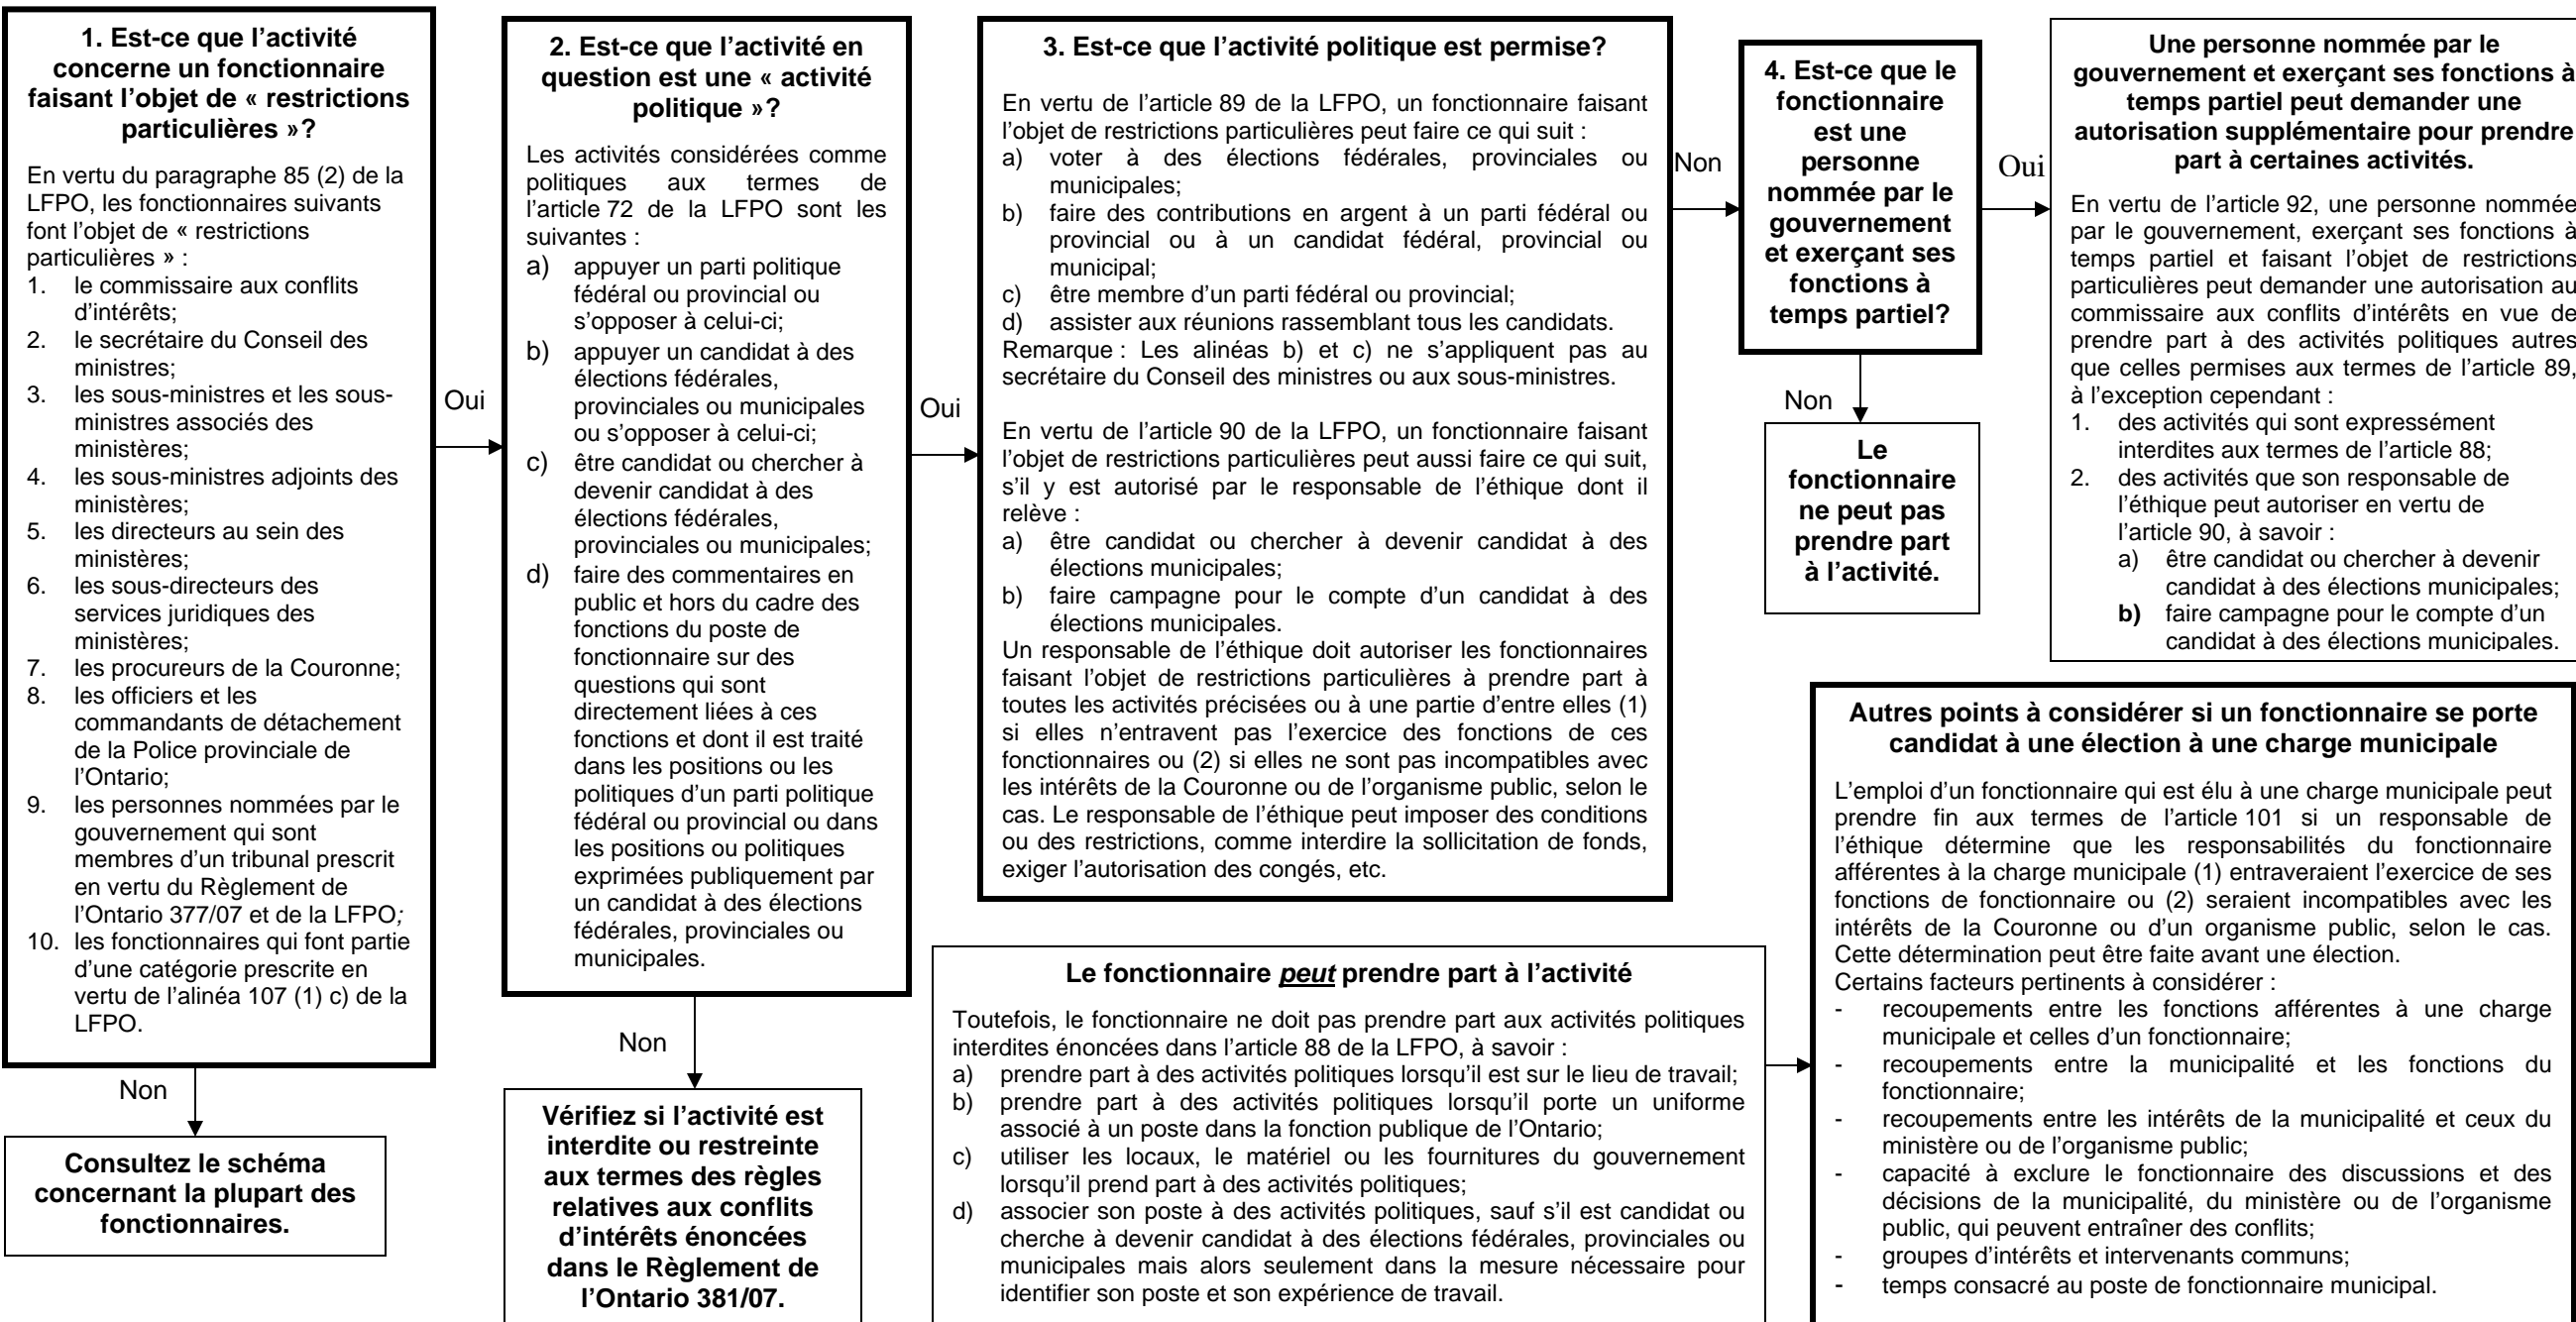 1. Est-ce que l’activité
concerne un fonctionnaire
faisant l’objet de « restrictions
particulières »?
En vertu du paragraphe 85 (2) de la
LFPO, les fonctionnaires suivants
font l’objet de « restrictions
particulières » :
1. le commissaire aux conflits
d’intérêts;
2. le secrétaire du Conseil des
ministres;
3. les sous-ministres et les sous-
ministres associés des
ministères;
4. les sous-ministres adjoints des
ministères;
5. les directeurs au sein des
ministères;
6. les sous-directeurs des
services juridiques des
ministères;
7. les procureurs de la Couronne;
8. les officiers et les
commandants de détachement
de la Police provinciale de
l’Ontario;
9. les personnes nommées par le
gouvernement qui sont
membres d’un tribunal prescrit
en vertu du Règlement de
l’Ontario 377/07 et de la LFPO;
10. les fonctionnaires qui font partie
d’une catégorie prescrite en
vertu de l’alinéa 107 (1) c) de la
LFPO.
Non
Consultez le schéma
concernant la plupart des
fonctionnaires.
Oui
2. Est-ce que l’activité en
question est une « activité
politique »?
Les activités considérées comme
politiques aux termes de
l’article 72 de la LFPO sont les
suivantes :
a) appuyer un parti politique
fédéral ou provincial ou
s’opposer à celui-ci;
b) appuyer un candidat à des
élections fédérales,
provinciales ou municipales
ou s’opposer à celui-ci;
c) être candidat ou chercher à
devenir candidat à des
élections fédérales,
provinciales ou municipales;
d) faire des commentaires en
public et hors du cadre des
fonctions du poste de
fonctionnaire sur des
questions qui sont
directement liées à ces
fonctions et dont il est traité
dans les positions ou les
politiques d’un parti politique
fédéral ou provincial ou dans
les positions ou politiques
exprimées publiquement par
un candidat à des élections
fédérales, provinciales ou
municipales.
Non
Vérifiez si l’activité est
interdite ou restreinte
aux termes des règles
relatives aux conflits
d’intérêts énoncées
dans le Règlement de
l’Ontario 381/07.
Oui
3. Est-ce que l’activité politique est permise?
En vertu de l’article 89 de la LFPO, un fonctionnaire faisant
l’objet de restrictions particulières peut faire ce qui suit :
a) voter à des élections fédérales, provinciales ou
municipales;
b) faire des contributions en argent à un parti fédéral ou
provincial ou à un candidat fédéral, provincial ou
municipal;
c) être membre d’un parti fédéral ou provincial;
d) assister aux réunions rassemblant tous les candidats.
Remarque : Les alinéas b) et c) ne s’appliquent pas au
secrétaire du Conseil des ministres ou aux sous-ministres.
En vertu de l’article 90 de la LFPO, un fonctionnaire faisant
l’objet de restrictions particulières peut aussi faire ce qui suit,
s’il y est autorisé par le responsable de l’éthique dont il
relève :
a) être candidat ou chercher à devenir candidat à des
élections municipales;
b) faire campagne pour le compte d’un candidat à des
élections municipales.
Un responsable de l’éthique doit autoriser les fonctionnaires
faisant l’objet de restrictions particulières à prendre part à
toutes les activités précisées ou à une partie d’entre elles (1)
si elles n’entravent pas l’exercice des fonctions de ces
fonctionnaires ou (2) si elles ne sont pas incompatibles avec
les intérêts de la Couronne ou de l’organisme public, selon le
cas. Le responsable de l’éthique peut imposer des conditions
ou des restrictions, comme interdire la sollicitation de fonds,
exiger l’autorisation des congés, etc.
Le fonctionnaire peut prendre part à l’activité
Toutefois, le fonctionnaire ne doit pas prendre part aux activités politiques
interdites énoncées dans l’article 88 de la LFPO, à savoir :
a) prendre part à des activités politiques lorsqu’il est sur le lieu de travail;
b) prendre part à des activités politiques lorsqu’il porte un uniforme
associé à un poste dans la fonction publique de l’Ontario;
c) utiliser les locaux, le matériel ou les fournitures du gouvernement
lorsqu’il prend part à des activités politiques;
d) associer son poste à des activités politiques, sauf s’il est candidat ou
cherche à devenir candidat à des élections fédérales, provinciales ou
municipales mais alors seulement dans la mesure nécessaire pour
identifier son poste et son expérience de travail.
Non
4. Est-ce que le
fonctionnaire
est une
personne
nommée par le
gouvernement
et exerçant ses
fonctions à
temps partiel?
Non
Le
fonctionnaire
ne peut pas
prendre part
à l’activité.
Oui
Une personne nommée par le
gouvernement et exerçant ses fonctions à
temps partiel peut demander une
autorisation supplémentaire pour prendre
part à certaines activités.
En vertu de l’article 92, une personne nommée
par le gouvernement, exerçant ses fonctions à
temps partiel et faisant l’objet de restrictions
particulières peut demander une autorisation au
commissaire aux conflits d’intérêts en vue de
prendre part à des activités politiques autres
que celles permises aux termes de l’article 89,
à l’exception cependant :
1. des activités qui sont expressément
interdites aux termes de l’article 88;
2. des activités que son responsable de
l’éthique peut autoriser en vertu de
l’article 90, à savoir :
a) être candidat ou chercher à devenir
candidat à des élections municipales;
b) faire campagne pour le compte d’un
candidat à des élections municipales.
Autres points à considérer si un fonctionnaire se porte
candidat à une élection à une charge municipale
L’emploi d’un fonctionnaire qui est élu à une charge municipale peut
prendre fin aux termes de l’article 101 si un responsable de
l’éthique détermine que les responsabilités du fonctionnaire
afférentes à la charge municipale (1) entraveraient l’exercice de ses
fonctions de fonctionnaire ou (2) seraient incompatibles avec les
intérêts de la Couronne ou d’un organisme public, selon le cas.
Cette détermination peut être faite avant une élection.
Certains facteurs pertinents à considérer :
- recoupements entre les fonctions afférentes à une charge
municipale et celles d’un fonctionnaire;
- recoupements entre la municipalité et les fonctions du
fonctionnaire;
- recoupements entre les intérêts de la municipalité et ceux du
ministère ou de l’organisme public;
- capacité à exclure le fonctionnaire des discussions et des
décisions de la municipalité, du ministère ou de l’organisme
public, qui peuvent entraîner des conflits;
- groupes d’intérêts et intervenants communs;
- temps consacré au poste de fonctionnaire municipal.